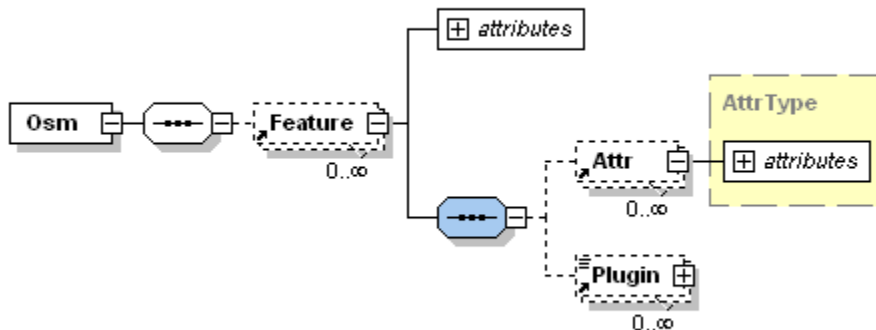 attributes
AttrType
Osm
Feature
0..∞
Attr
attributes
0..∞
Plugin
0..∞